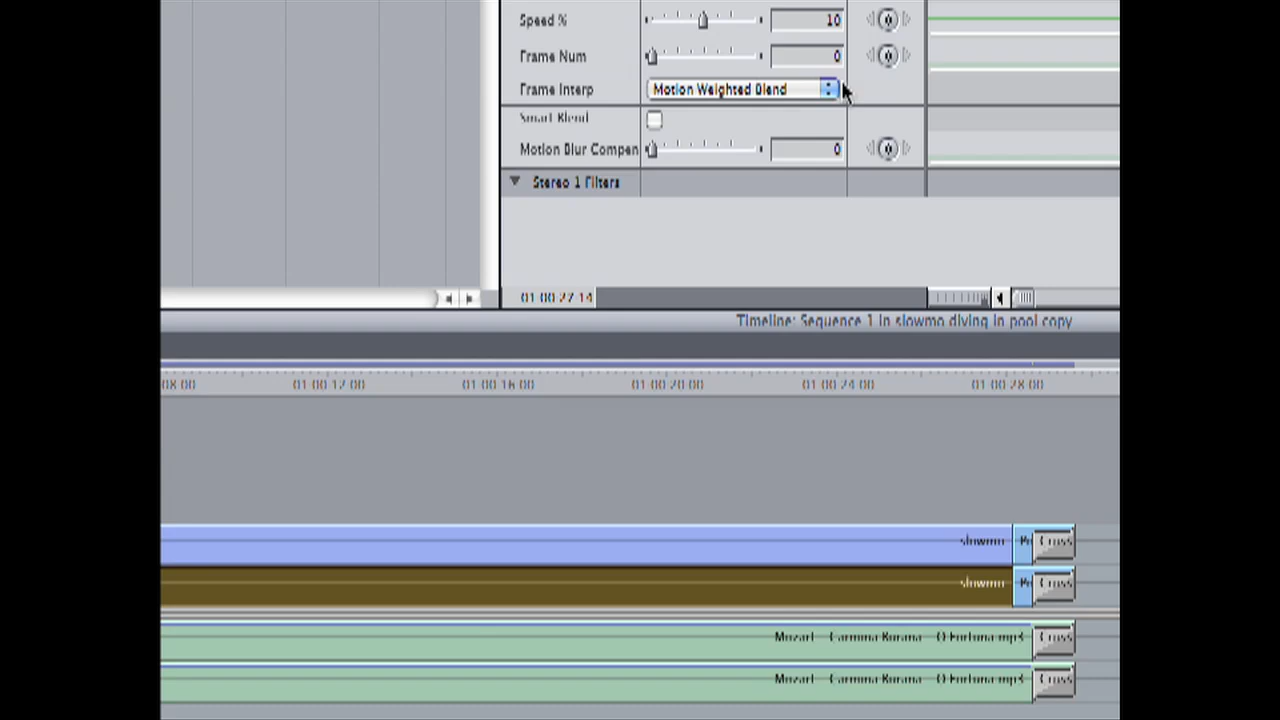 Speed % 10
Frame Num 0
Frame Interp Motion Weighted Blend
Smart Blend
Motion Blur Compen 0
Stereo 1 Filters
01:00:27:14
Timeline: Sequence 1 in slowmo diving in pool copy
08:00 01:00:12:00 01:00:16:00 01:00:20:00 01:00:24:00 01:00:28:00
slowmo Cross
slowmo Cross
Mozart - Carmina Burana - O Fortuna.mp3 Cross
Mozart - Carmina Burana - O Fortuna.mp3 Cross